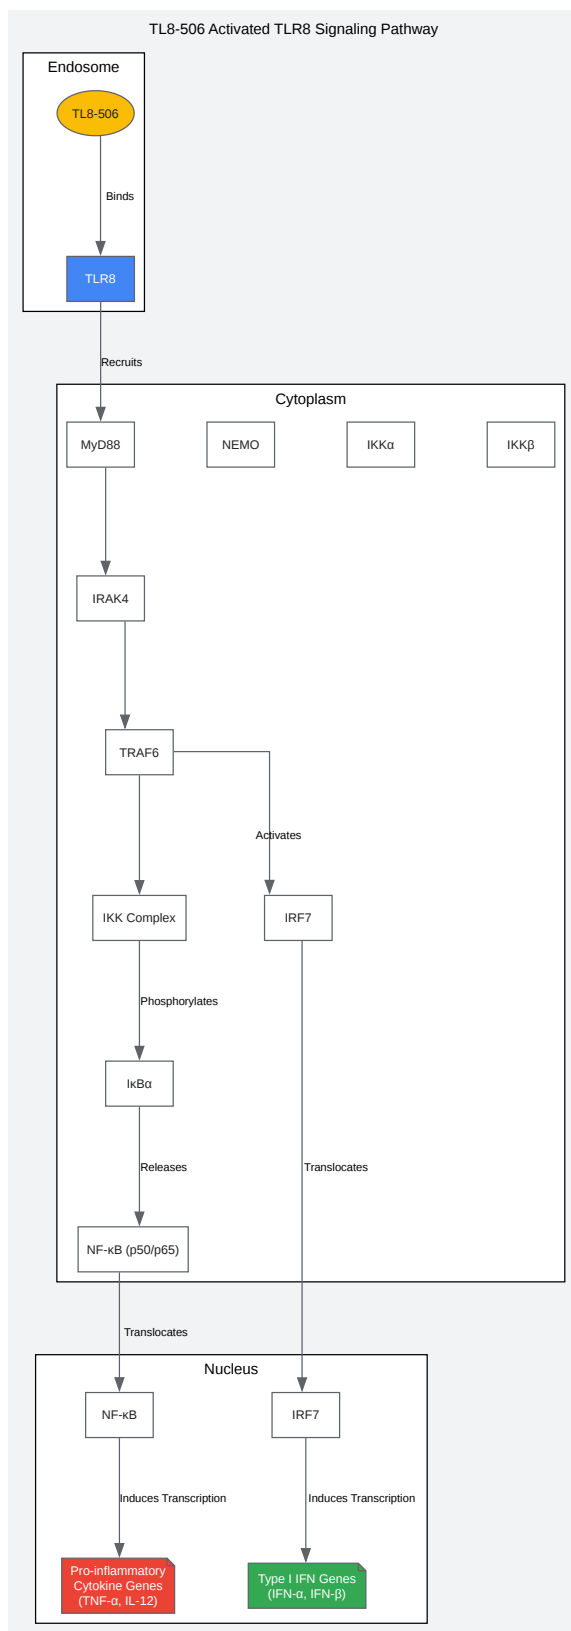 TL8-506 Activated TLR8 Signaling Pathway
Endosome
TL8-506
Binds
TLR8
Recruits
Cytoplasm
MyD88
NEMO
IKKα
IKKβ
IRAK4
TRAF6
Activates
IKK Complex
IRF7
Phosphorylates
IκBα
Releases
Translocates
NF-κB (p50/p65)
Translocates
Nucleus
NF-κB
IRF7
Induces Transcription
Induces Transcription
Pro-inflammatory
Cytokine Genes
(TNF-α, IL-12)
Type I IFN Genes
(IFN-α, IFN-β)